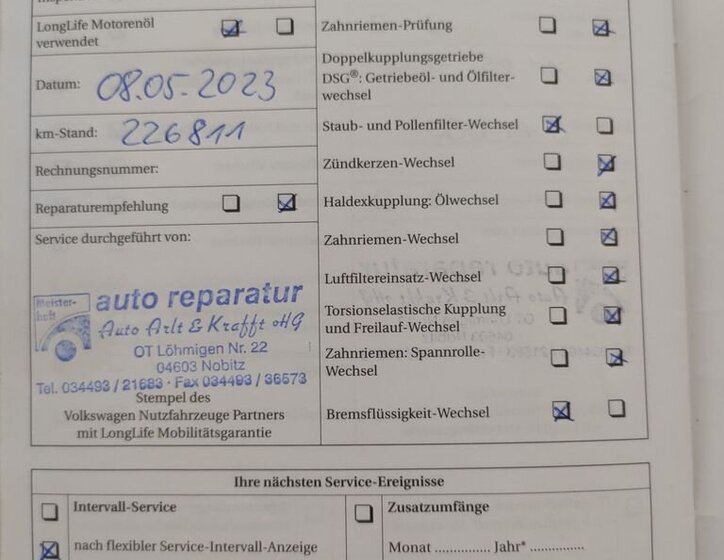 LongLife Motorenöl
verwendet
Datum: 08.05.2023
km-Stand: 226811
Rechnungsnummer:
Reparaturempfehlung
Service durchgeführt von:
Meister-
haft
auto reparatur
Auto Arlt & Krafft oHG
OT Löhmigen Nr. 22
04603 Nobitz
Tel. 034493 / 21683 · Fax 034493 / 36573
Stempel des
Volkswagen Nutzfahrzeuge Partners
mit LongLife Mobilitätsgarantie
Zahnriemen-Prüfung
Doppelkupplungsgetriebe
DSG®: Getriebeöl- und Ölfilter-
wechsel
Staub- und Pollenfilter-Wechsel
Zündkerzen-Wechsel
Haldexkupplung: Ölwechsel
Zahnriemen-Wechsel
Luftfiltereinsatz-Wechsel
Torsionselastische Kupplung
und Freilauf-Wechsel
Zahnriemen: Spannrolle-
Wechsel
Bremsflüssigkeit-Wechsel
Ihre nächsten Service-Ereignisse
Intervall-Service
nach flexibler Service-Intervall-Anzeige
Zusatzumfänge
Monat .............. Jahr* ..............